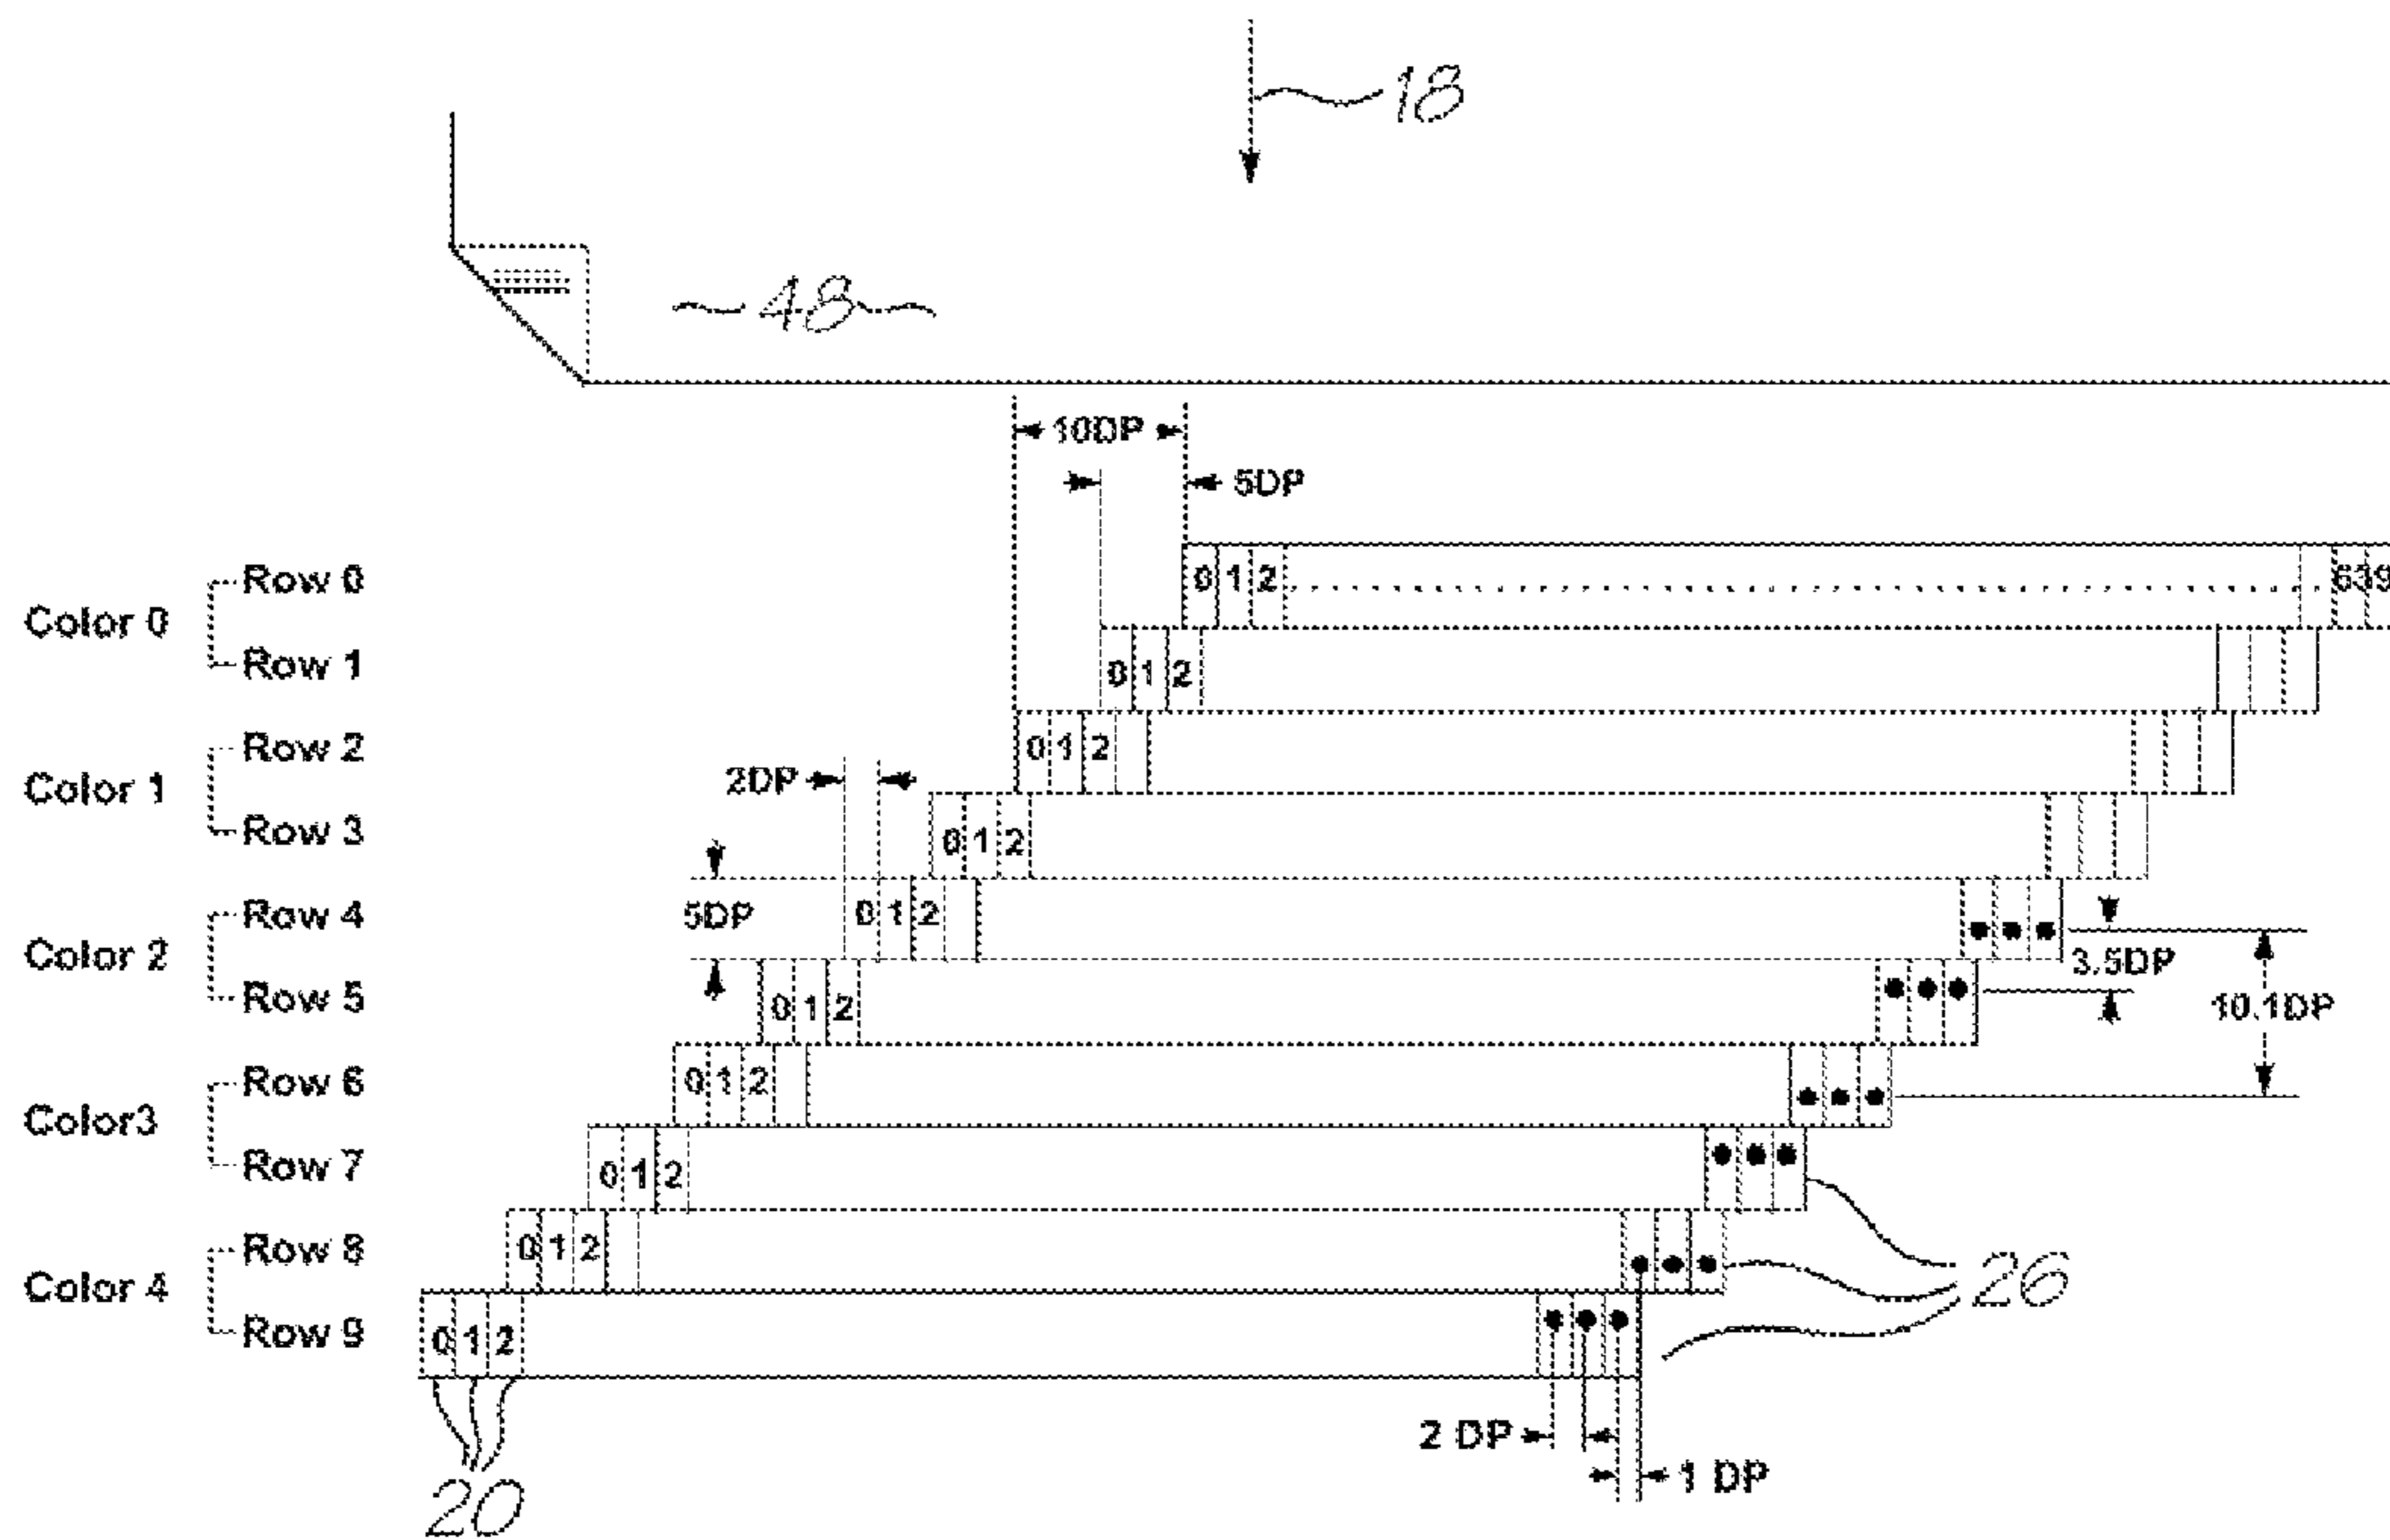 18
48
10DP
5DP
Color 0
Row 0
0 1 2
639
Row 1
0 1 2
Color 1
Row 2
0 1 2
2DP
Row 3
0 1 2
Color 2
Row 4
5DP
0 1 2
3.5DP
Row 5
0 1 2
10.1DP
Color3
Row 6
0 1 2
Row 7
0 1 2
Color 4
Row 8
0 1 2
26
Row 9
0 1 2
2 DP
1 DP
20